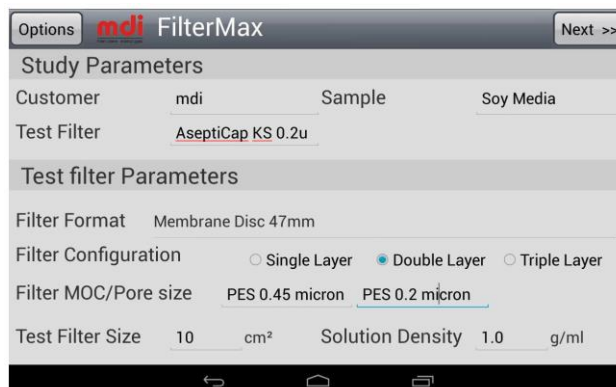 Options mdi FilterMax Next >>
Study Parameters
Customer mdi Sample Soy Media
Test Filter AseptiCap KS 0.2u
Test filter Parameters
Filter Format Membrane Disc 47mm
Filter Configuration Single Layer Double Layer Triple Layer
Filter MOC/Pore size PES 0.45 micron PES 0.2 micron
Test Filter Size 10 cm² Solution Density 1.0 g/ml